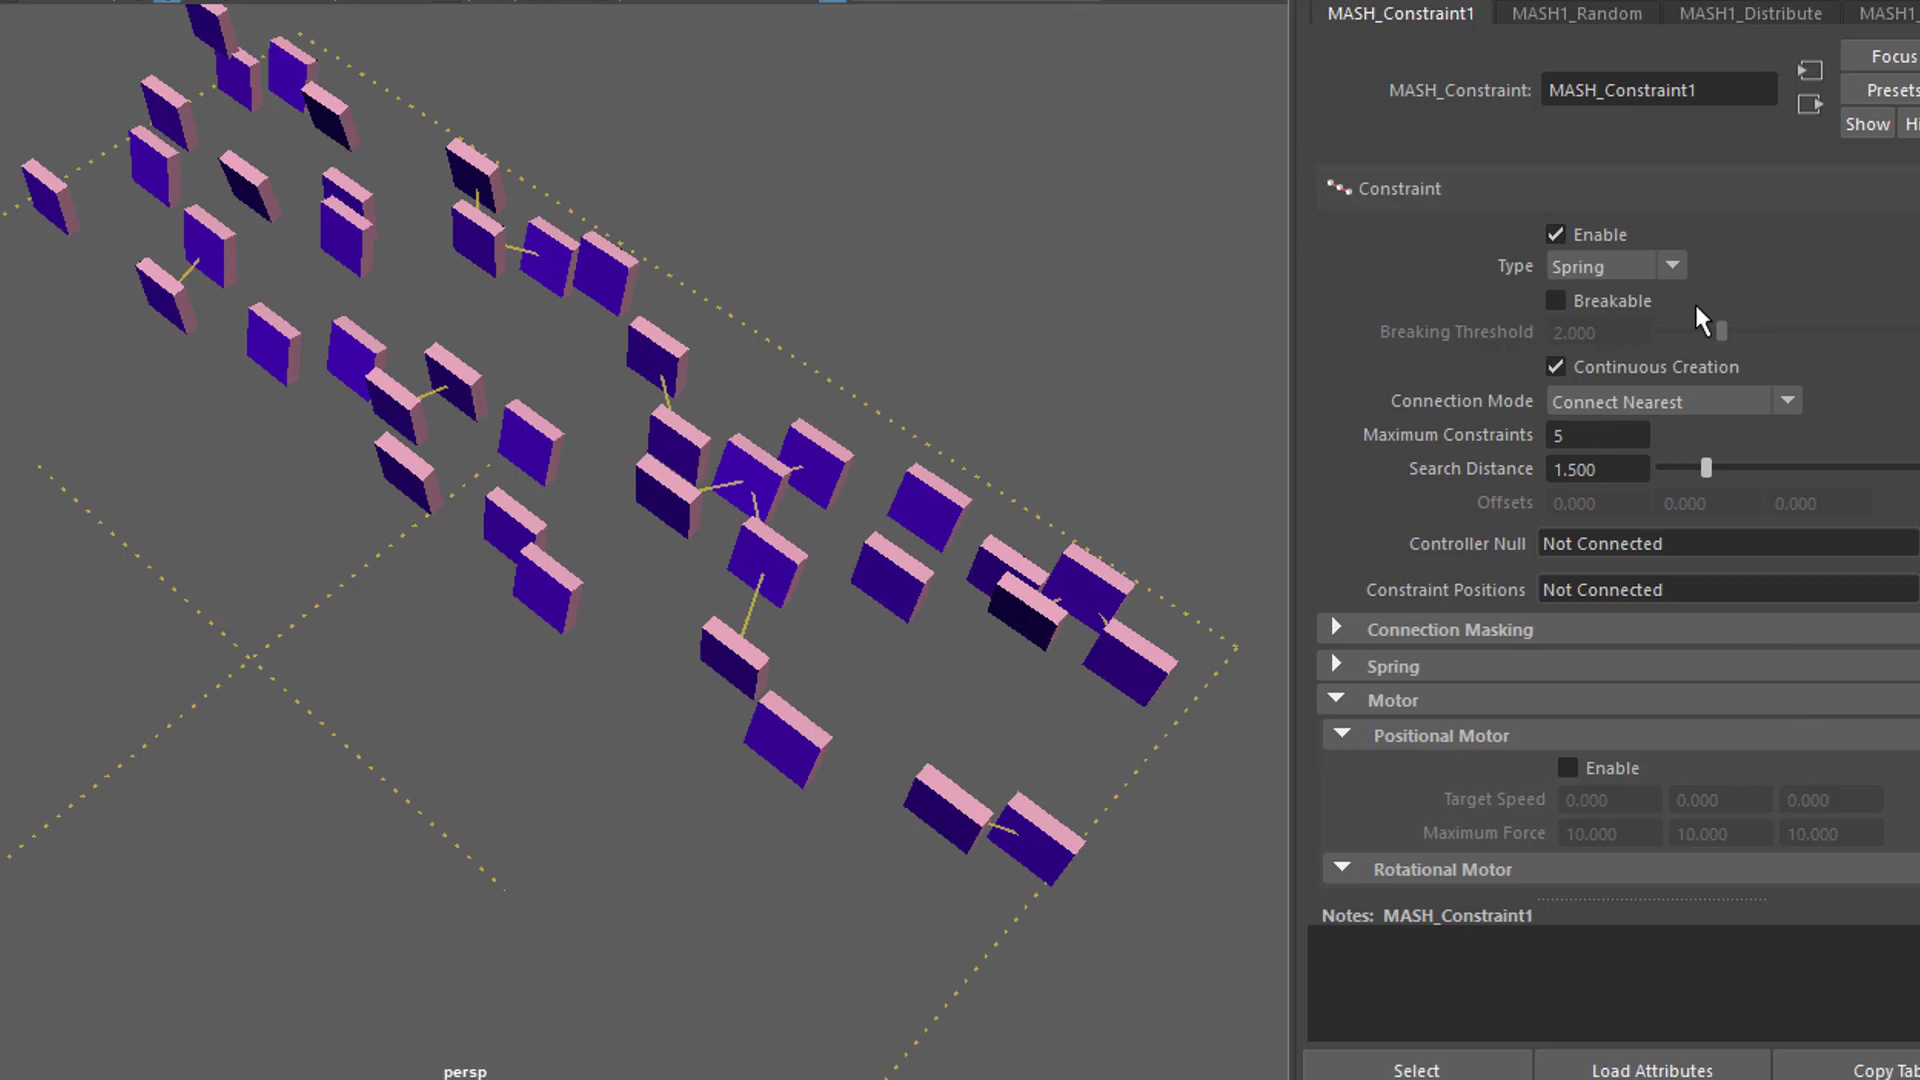 MASH_Constraint1 MASH1_Random MASH1_Distribute MASH1_
MASH_Constraint: MASH_Constraint1
Focus
Presets
Show Hi
Constraint
Enable
Type Spring
Breakable
Breaking Threshold 2.000
Continuous Creation
Connection Mode Connect Nearest
Maximum Constraints 5
Search Distance 1.500
Offsets 0.000 0.000 0.000
Controller Null Not Connected
Constraint Positions Not Connected
Connection Masking
Spring
Motor
Positional Motor
Enable
Target Speed 0.000 0.000 0.000
Maximum Force 10.000 10.000 10.000
Rotational Motor
Notes: MASH_Constraint1
Select Load Attributes Copy Tab
persp